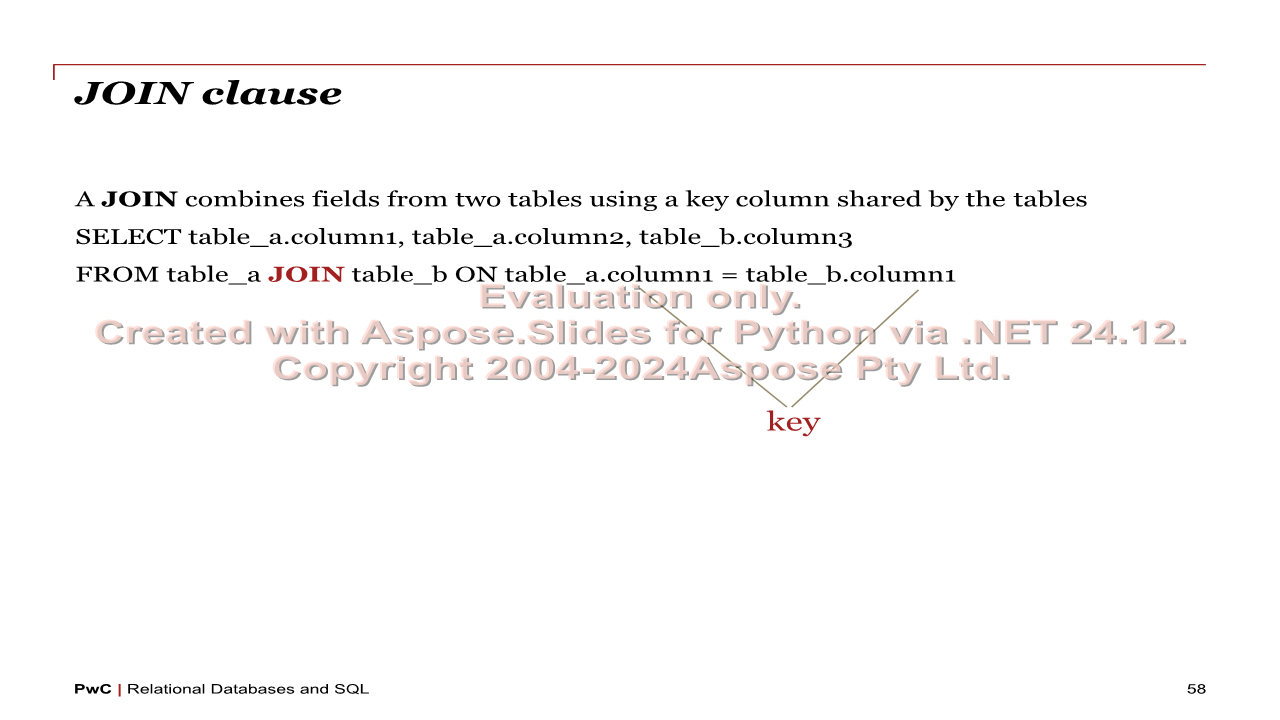 JOIN clause
A JOIN combines fields from two tables using a key column shared by the tables
SELECT table_a.column1, table_a.column2, table_b.column3
FROM table_a JOIN table_b ON table_a.column1 = table_b.column1
Evaluation only.
Created with Aspose.Slides for Python via .NET 24.12.
Copyright 2004-2024Aspose Pty Ltd.
key
PwC | Relational Databases and SQL
58